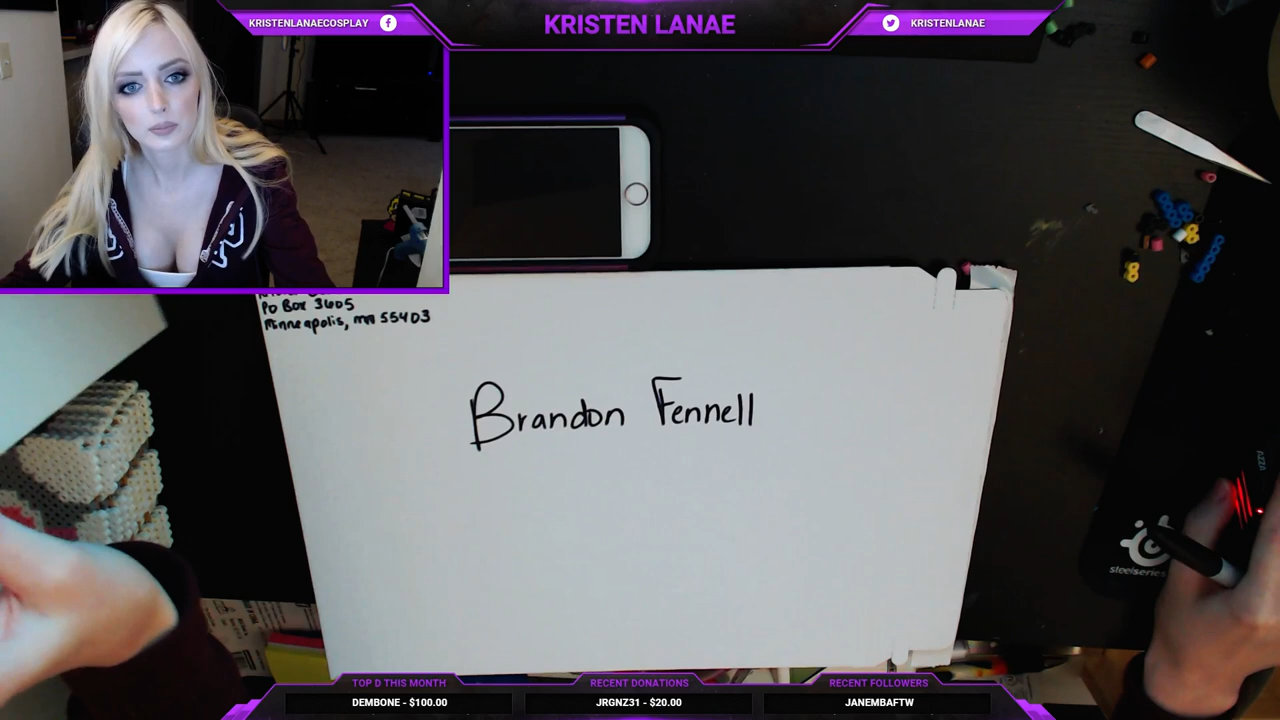 KRISTENLANAECOSPLAY
KRISTEN LANAE
KRISTENLANAE
Po Box 3605
Minneapolis, mn 55403
Brandon Fennell
steelseries
TOP D THIS MONTH
DEMBONE - $100.00
RECENT DONATIONS
JRGNZ31 - $20.00
RECENT FOLLOWERS
JANEMBAFTW